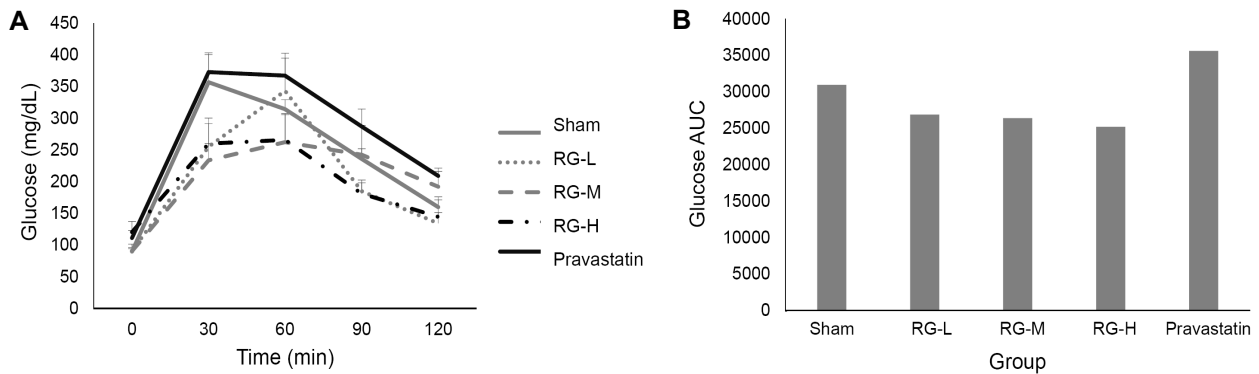 A
Glucose (mg/dL)
450
400
350
300
250
200
150
100
50
0
0 30 60 90 120
Time (min)
Sham
RG-L
RG-M
RG-H
Pravastatin
B
Glucose AUC
40000
35000
30000
25000
20000
15000
10000
5000
0
Sham RG-L RG-M RG-H Pravastatin
Group